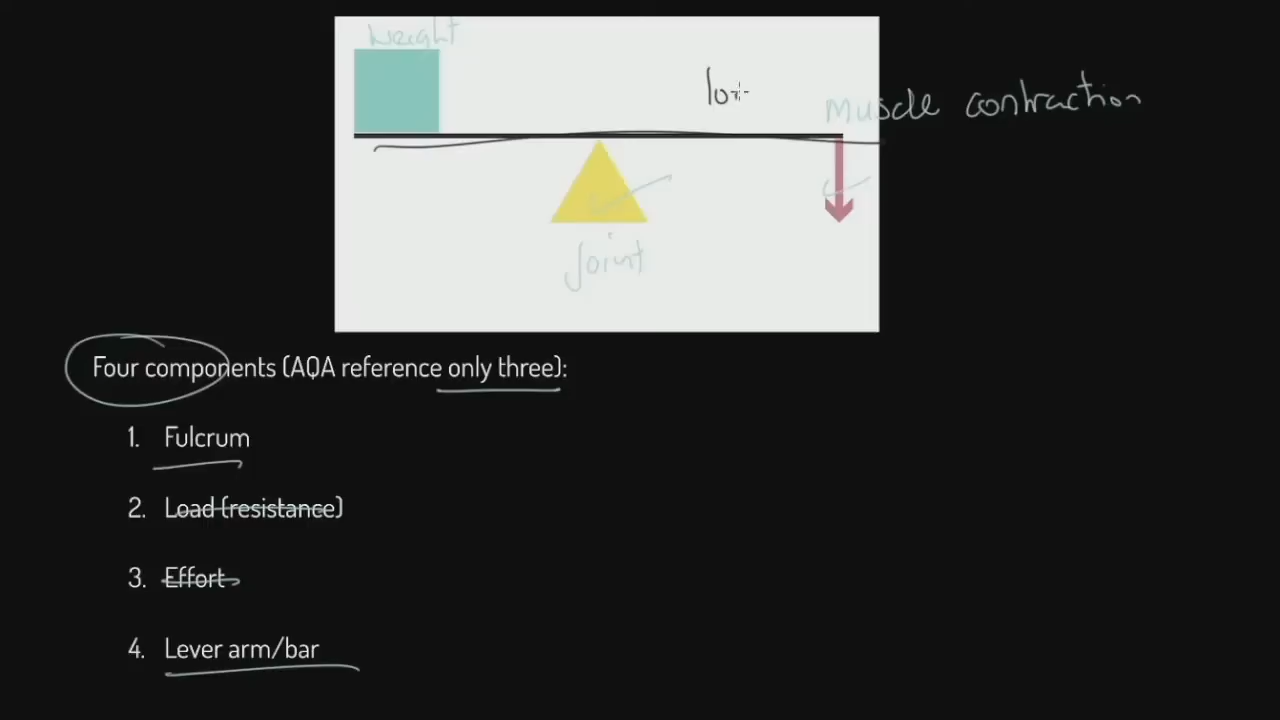 weight
Muscle contraction
Joint
Four components (AQA reference only three):
1. Fulcrum
2. Load (resistance)
3. Effort
4. Lever arm/bar